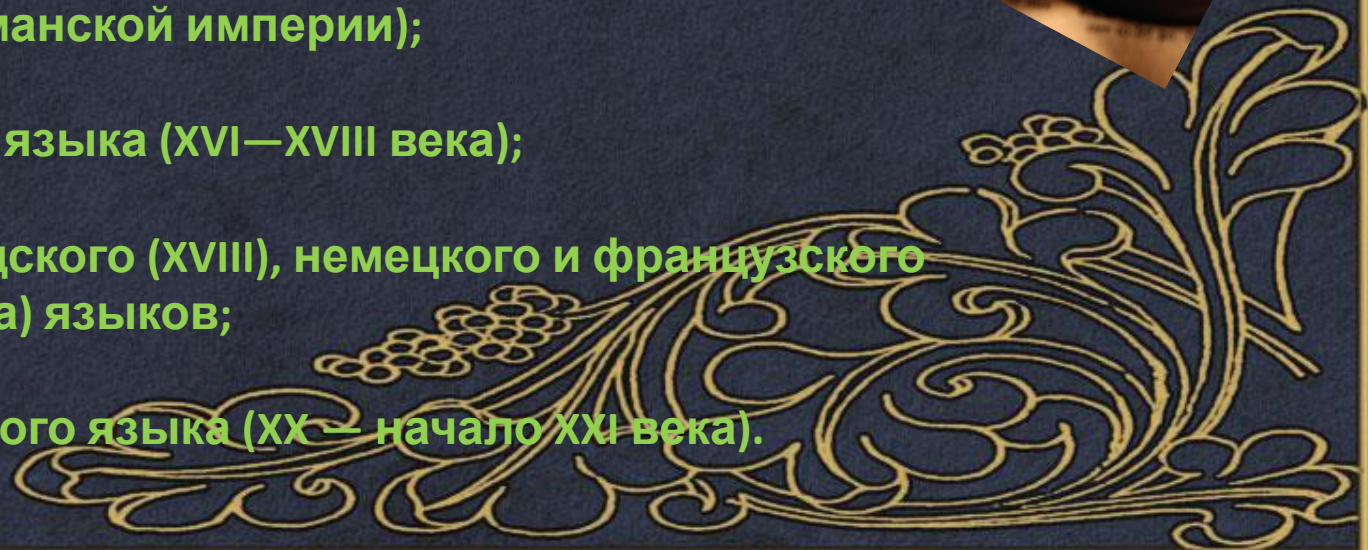 манской империи);
языка (XVI—XVIII века);
дского (XVIII), немецкого и французского
а) языков;
ого языка (XX — начало XXI века).